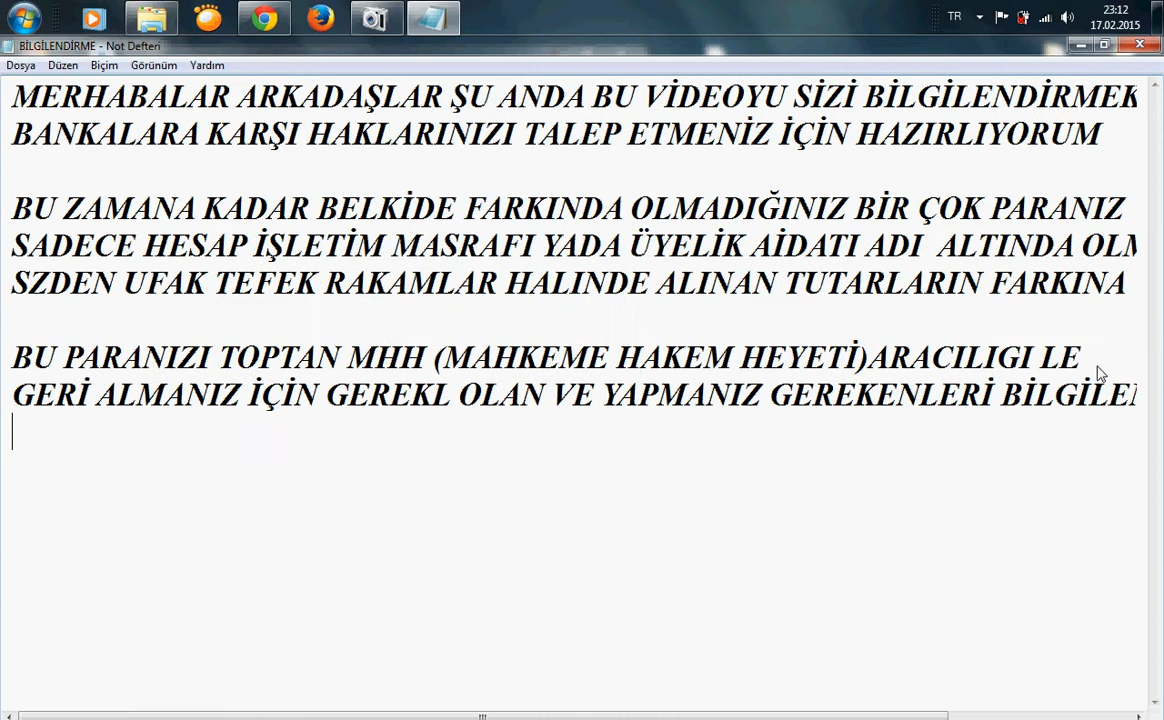 TR
23:12
17.02.2015
BİLGİLENDİRME - Not Defteri
Dosya Düzen Biçim Görünüm Yardım
MERHABALAR ARKADAŞLAR ŞU ANDA BU VİDEOYU SİZİ BİLGİLENDİRMEK
BANKALARA KARŞI HAKLARINIZI TALEP ETMENİZ İÇİN HAZIRLIYORUM
BU ZAMANA KADAR BELKİDE FARKINDA OLMADIĞINIZ BİR ÇOK PARANIZ
SADECE HESAP İŞLETİM MASRAFI YADA ÜYELİK AİDATI ADI ALTINDA
SZDEN UFAK TEFEK RAKAMLAR HALINDE ALINAN TUTARLARIN FARKINA
BU PARANIZI TOPTAN MHH (MAHKEME HAKEM HEYETİ)ARACILIGI LE
GERİ ALMANIZ İÇİN GEREKL OLAN VE YAPMANIZ GEREKENLERİ